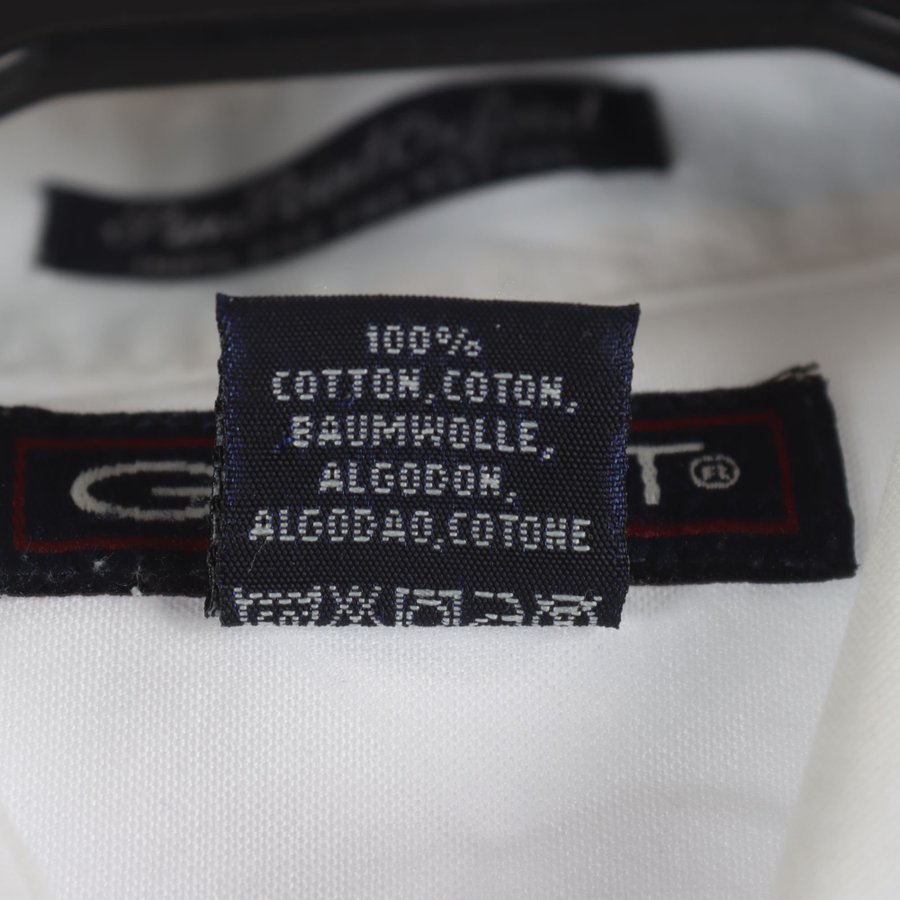 100%
COTTON,COTON,
BAUMWOLLE,
ALGODON,
ALGODAO,COTONE
G T ®